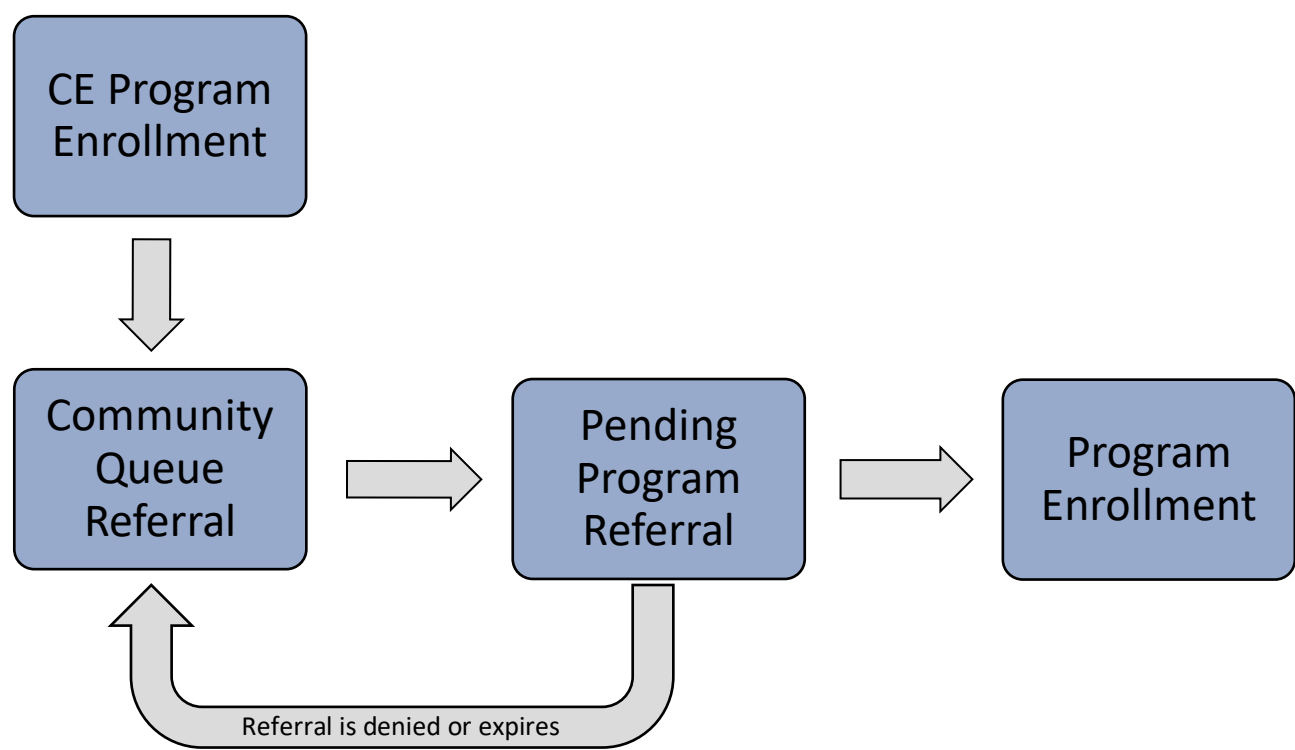 CE Program
Enrollment
Community
Queue
Referral
Pending
Program
Referral
Program
Enrollment
Referral is denied or expires